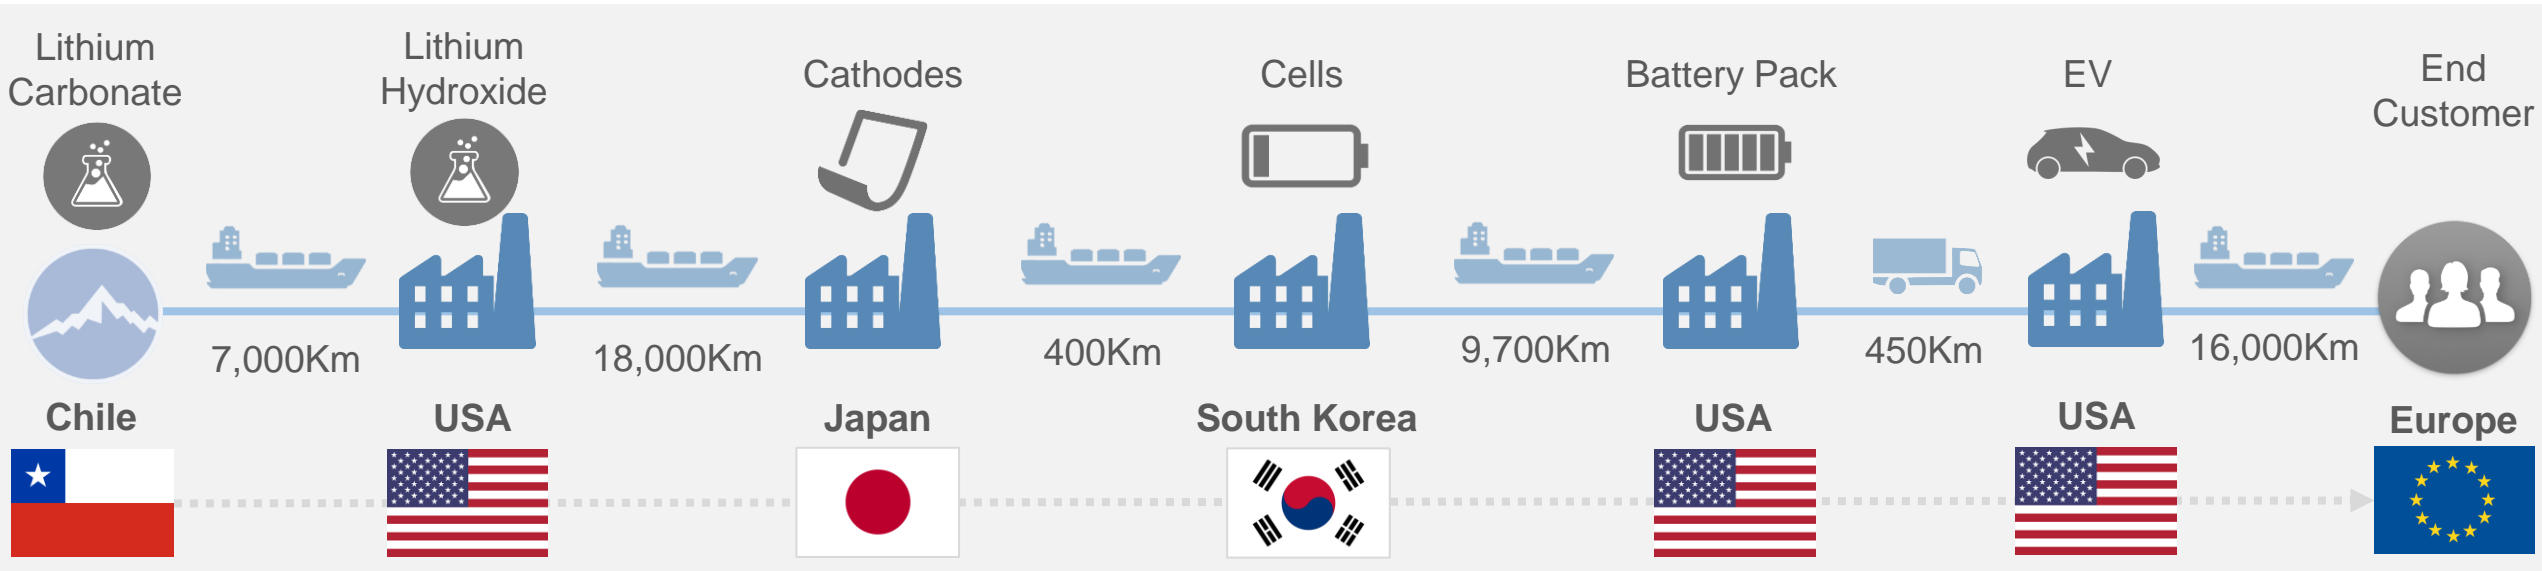 Lithium
Carbonate
Lithium
Hydroxide
Cathodes
Cells
Battery Pack
EV
End
Customer
7,000Km
18,000Km
400Km
9,700Km
450Km
16,000Km
Chile
USA
Japan
South Korea
USA
USA
Europe